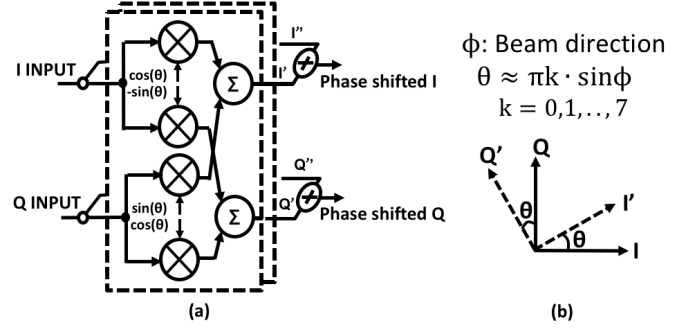 I INPUT
cos(θ)
-sin(θ)
Σ
I''
I'
Phase shifted I
Q INPUT
sin(θ)
cos(θ)
Σ
Q''
Q'
Phase shifted Q
(a)
ϕ: Beam direction
θ ≈ πk · sinϕ
k = 0,1,..,7
Q'
Q
θ
I'
θ
I
(b)